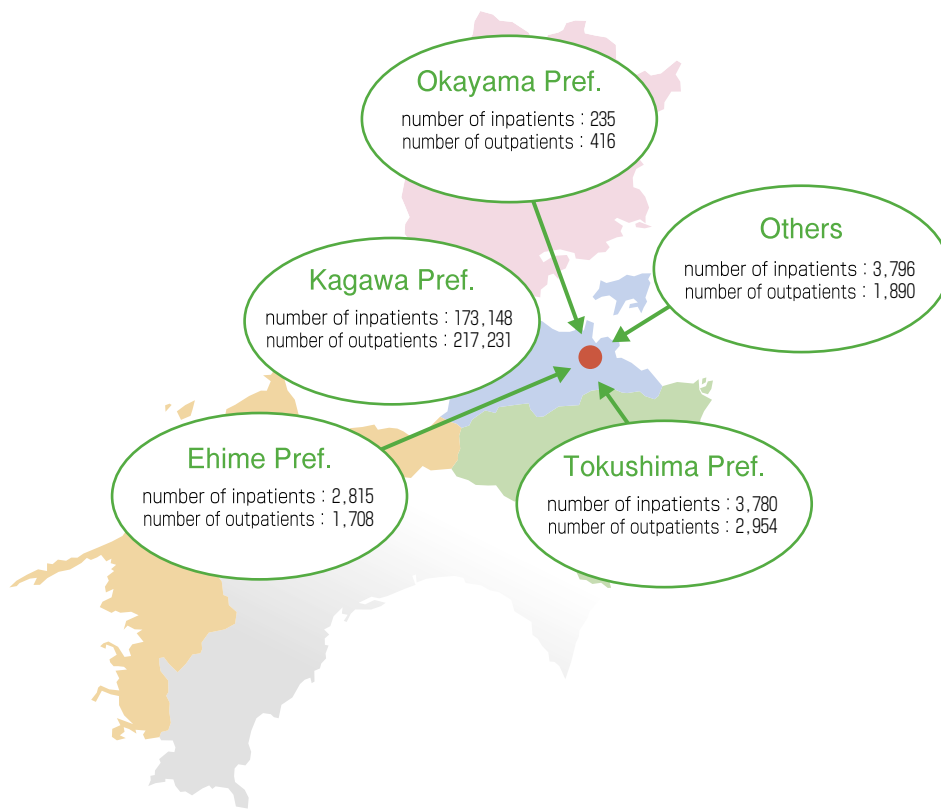 Okayama Pref.
number of inpatients : 235
number of outpatients : 416
Others
number of inpatients : 3,796
number of outpatients : 1,890
Kagawa Pref.
number of inpatients : 173,148
number of outpatients : 217,231
Ehime Pref.
number of inpatients : 2,815
number of outpatients : 1,708
Tokushima Pref.
number of inpatients : 3,780
number of outpatients : 2,954